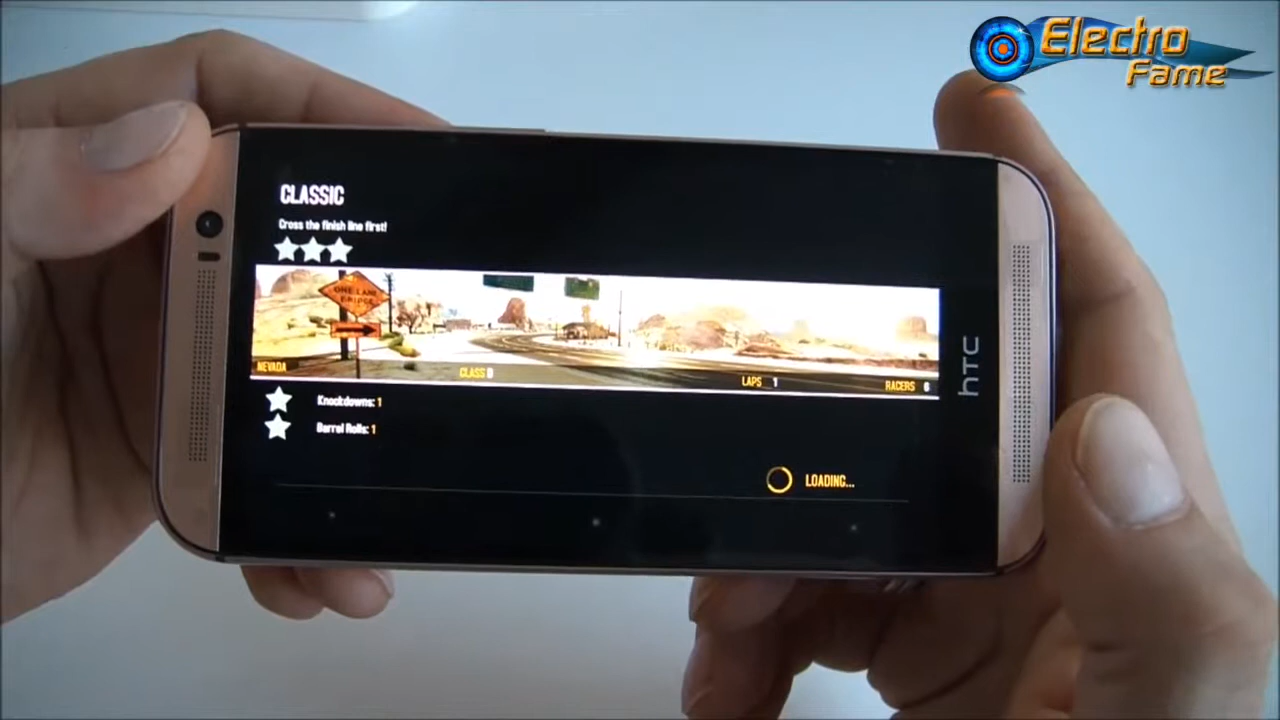 Electro
Fame
CLASSIC
Cross the finish line first!
ONE LANE
BRIDGE
NEVADA
CLASS D
LAPS 1
RACERS 6
hTC
Knockdowns: 1
Barrel Rolls: 1
LOADING...